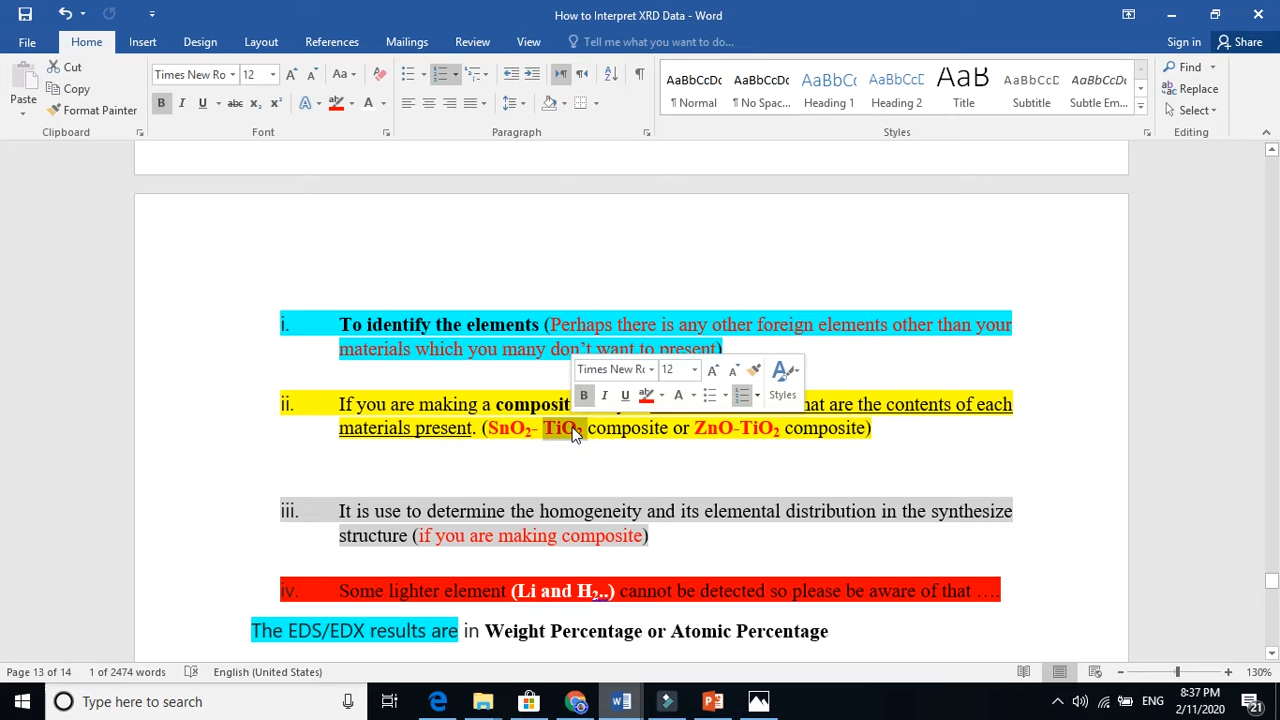 How to Interpret XRD Data - Word
File Home Insert Design Layout References Mailings Review View Tell me what you want to do... Sign in Share
Paste Cut Copy Format Painter Clipboard
Times New Ro 12 Aa Font
Paragraph
AaBbCcDc AaBbCcDc AaBbC AaBbCcD AaB AaBbCcD AaBbCcDc
¶ Normal ¶ No Spac... Heading 1 Heading 2 Title Subtitle Subtle Em...
Styles
Find Replace Select Editing
i. To identify the elements (Perhaps there is any other foreign elements other than your
materials which you many don’t want to present)
Times New Ro 12
B I U ab A Styles
ii. If you are making a composit hat are the contents of each
materials present. (SnO₂- TiO₂ composite or ZnO-TiO₂ composite)
iii. It is use to determine the homogeneity and its elemental distribution in the synthesize
structure (if you are making composite)
iv. Some lighter element (Li and H₂..) cannot be detected so please be aware of that ….
The EDS/EDX results are in Weight Percentage or Atomic Percentage
Page 13 of 14 1 of 2474 words English (United States) 130%
Type here to search ENG 8:37 PM
2/11/2020 21